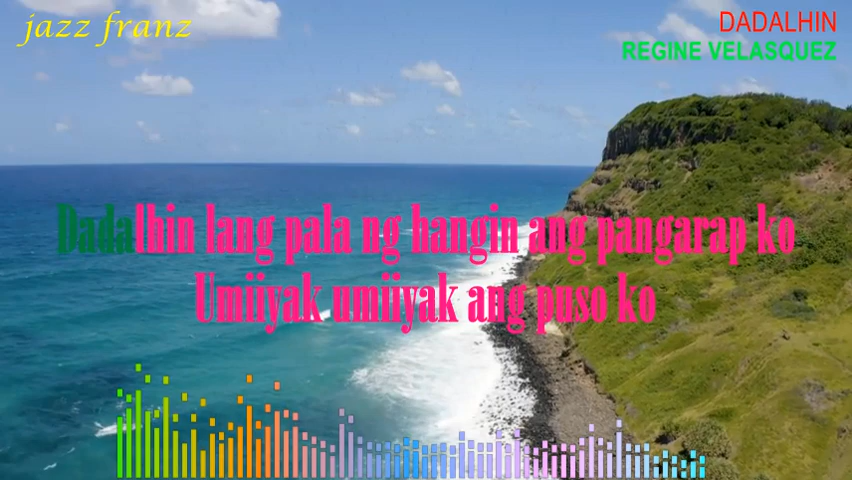 jazz franz
DADALHIN
REGINE VELASQUEZ
Dadalhin lang pala ng hangin ang pangarap ko
Umiiyak umiiyak ang puso ko